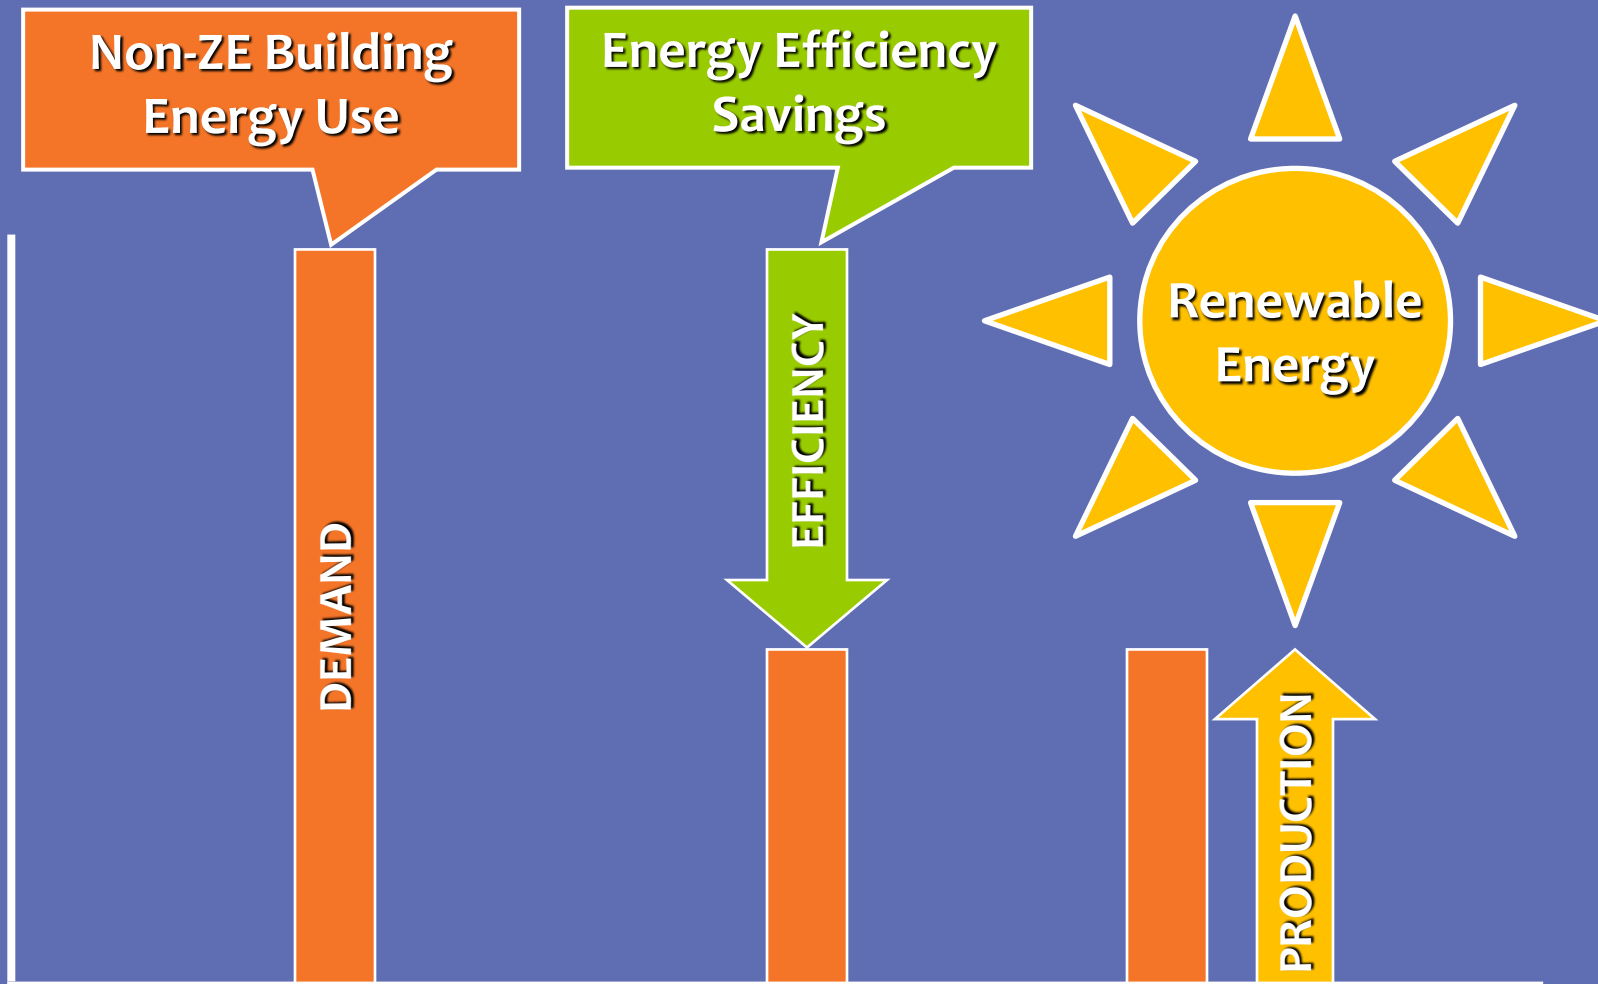 Non-ZE Building
Energy Use
Energy Efficiency
Savings
Renewable
Energy
EFFICIENCY
DEMAND
PRODUCTION